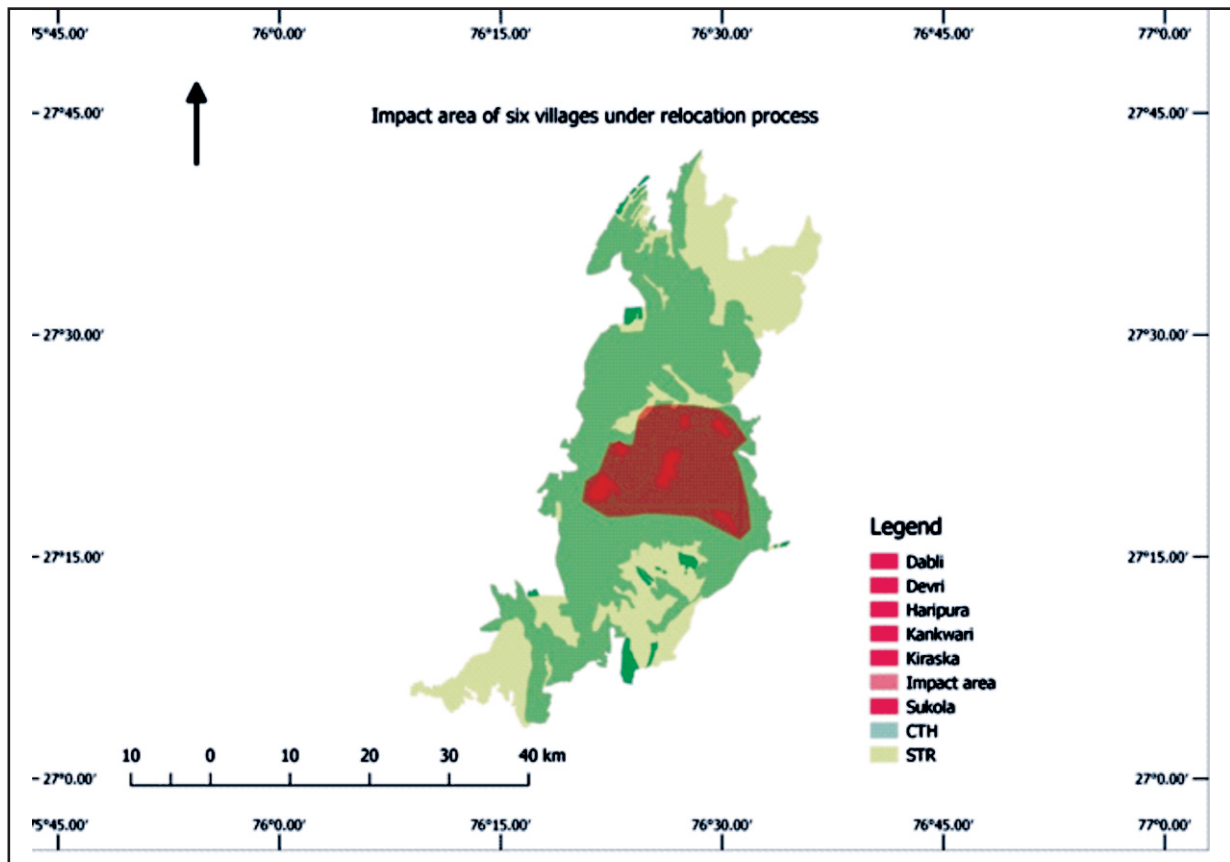 5°45.00′ 76°0.00′ 76°15.00′ 76°30.00′ 76°45.00′ 77°0.00′
27°45.00′ 27°45.00′
Impact area of six villages under relocation process
27°30.00′ 27°30.00′
27°15.00′ 27°15.00′
Legend
Dabli
Devri
Haripura
Kankwari
Kiraska
Impact area
Sukola
CTH
STR
10 0 10 20 30 40 km
27°0.00′ 27°0.00′
5°45.00′ 76°0.00′ 76°15.00′ 76°30.00′ 76°45.00′ 77°0.00′